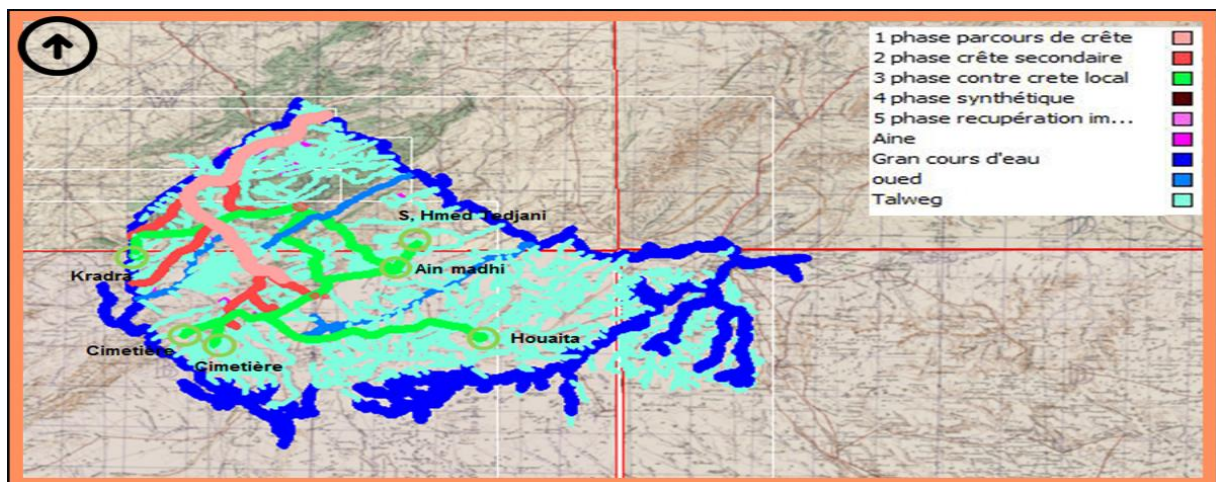 1 phase parcours de crête
2 phase crête secondaire
3 phase contre crete local
4 phase synthétique
5 phase recupération im...
Aine
Gran cours d'eau
oued
Talweg
S, Hmed Tedjani
Kradra
Ain madhi
Cimetière
Houaita
Cimetière